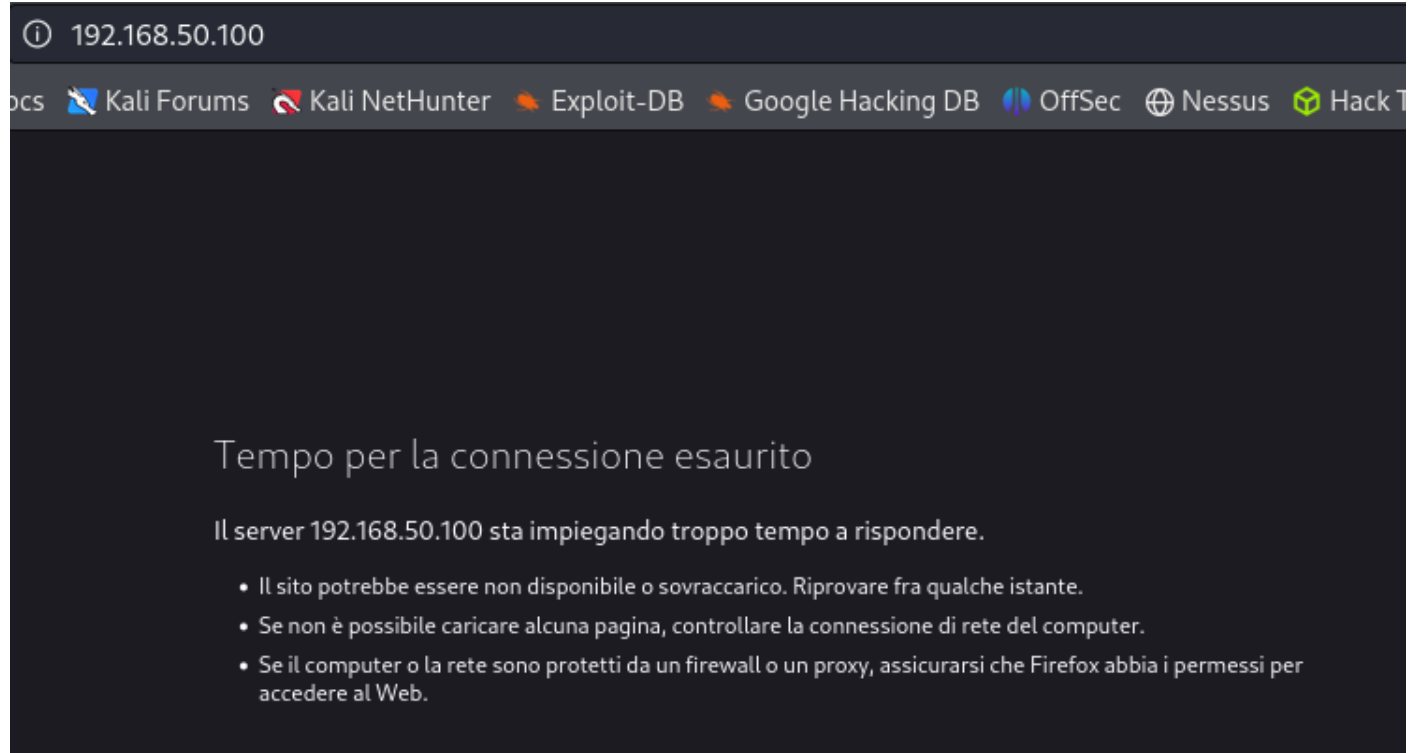 192.168.50.100
ocs Kali Forums Kali NetHunter Exploit-DB Google Hacking DB OffSec Nessus Hack T
Tempo per la connessione esaurito
Il server 192.168.50.100 sta impiegando troppo tempo a rispondere.
• Il sito potrebbe essere non disponibile o sovraccarico. Riprovare fra qualche istante.
• Se non è possibile caricare alcuna pagina, controllare la connessione di rete del computer.
• Se il computer o la rete sono protetti da un firewall o un proxy, assicurarsi che Firefox abbia i permessi per
accedere al Web.